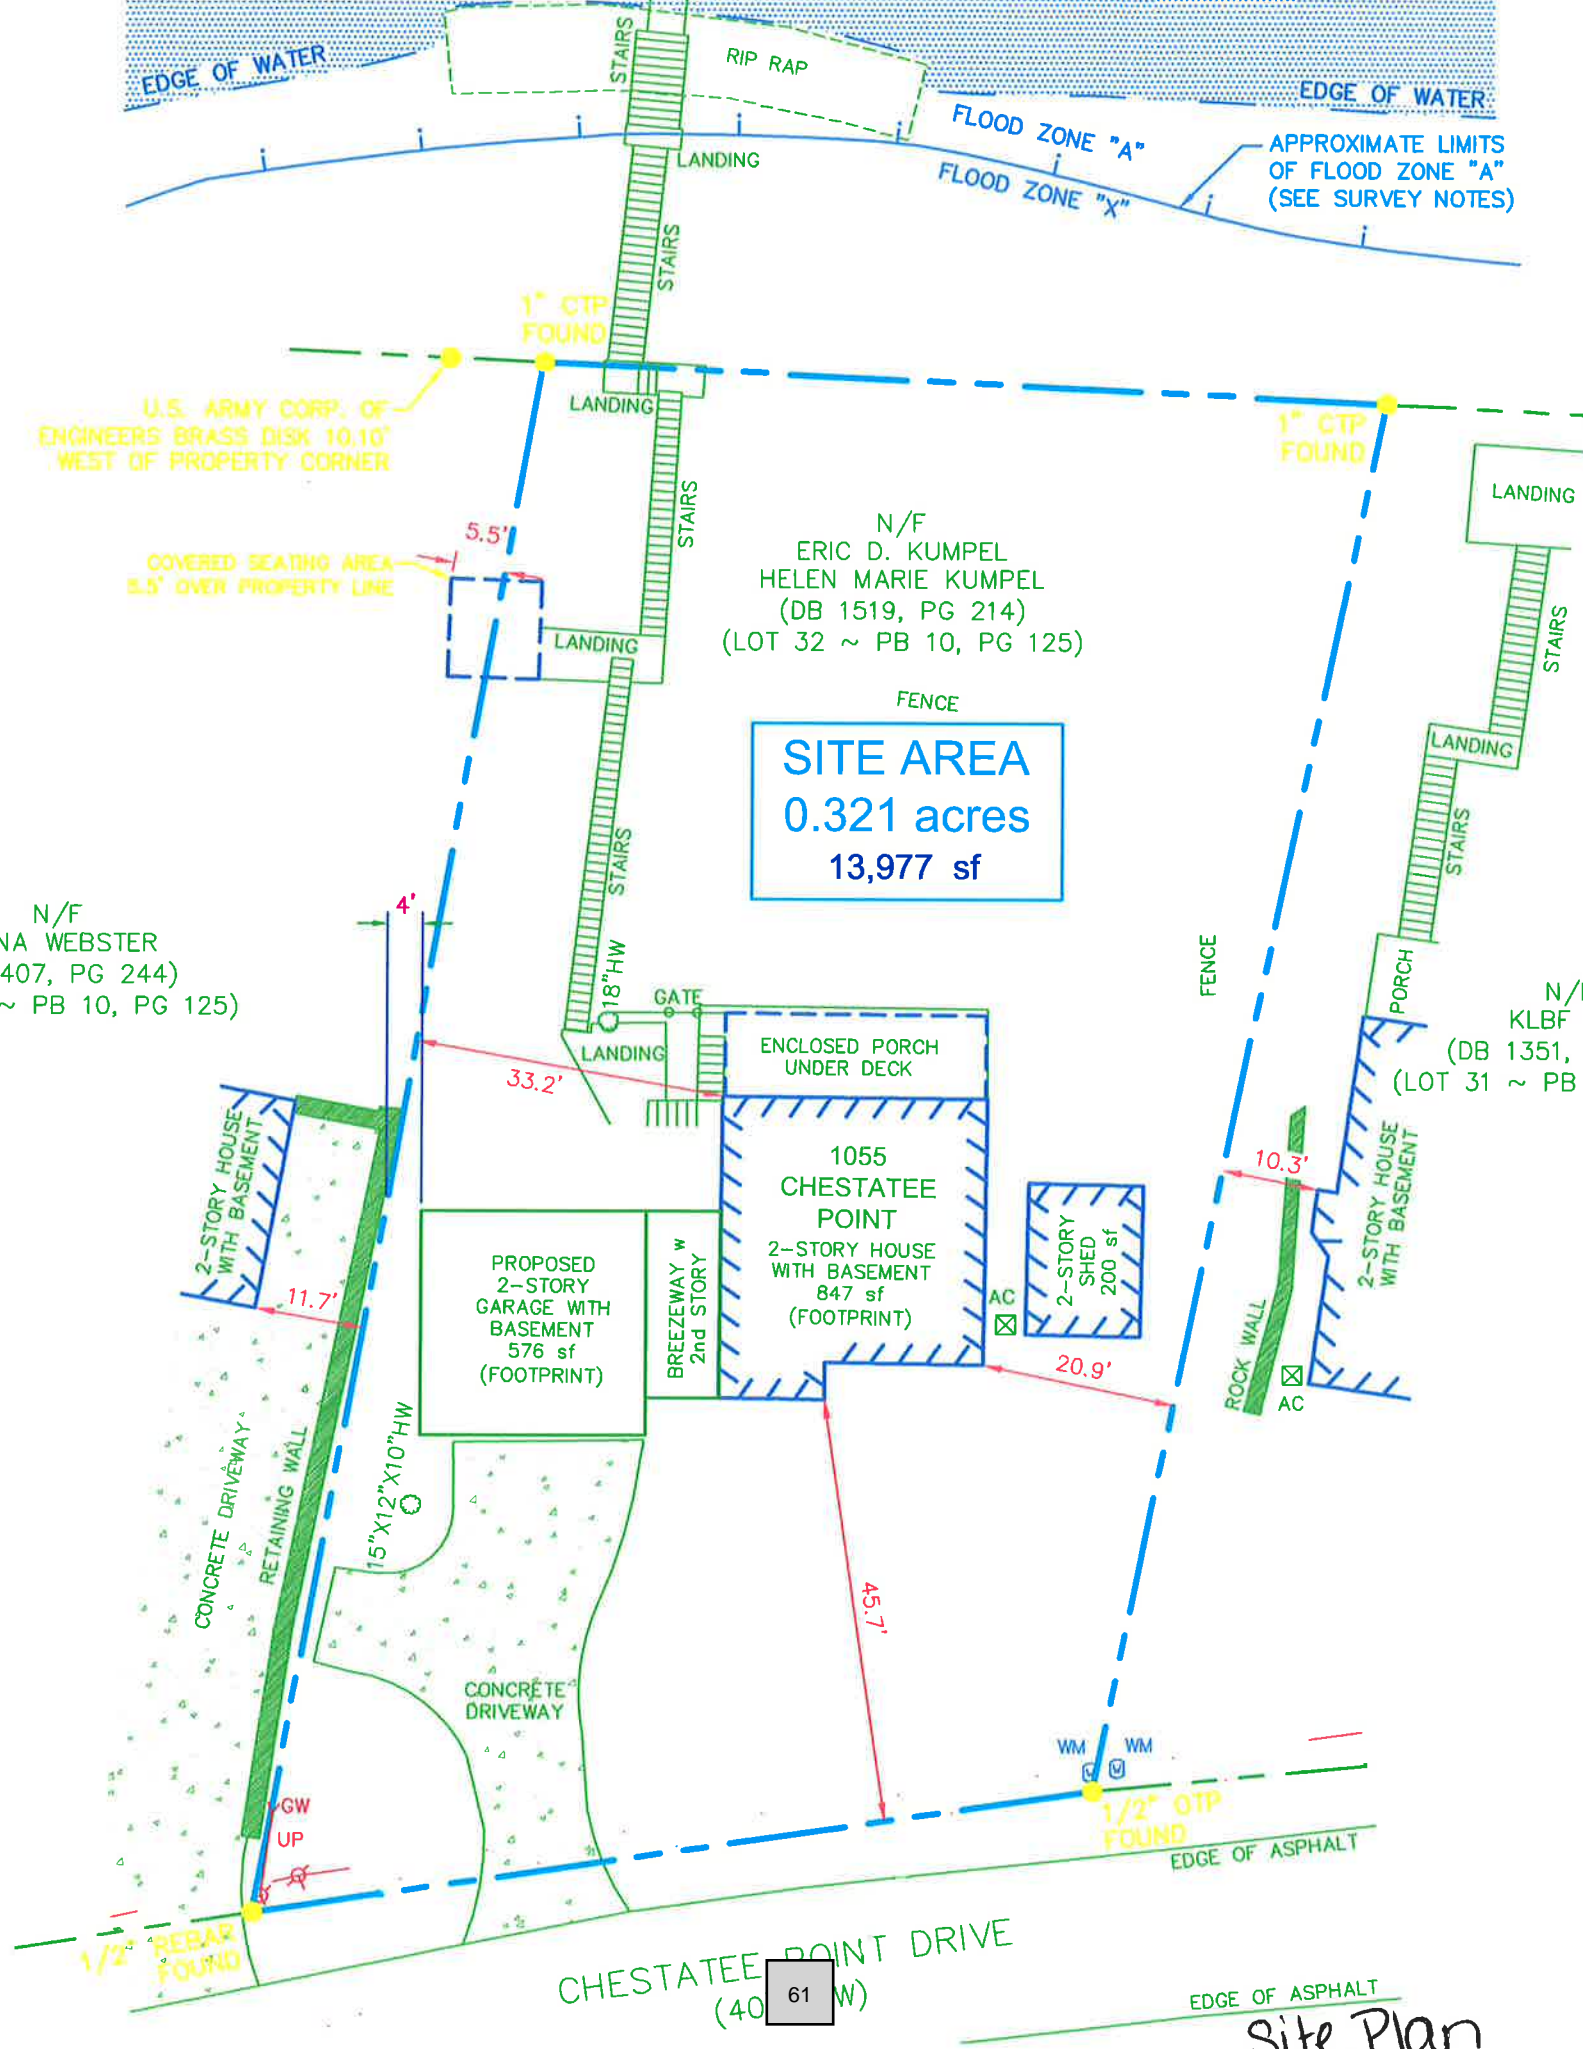 STAIRS
RIP RAP
EDGE OF WATER
EDGE OF WATER
FLOOD ZONE "A"
FLOOD ZONE "X"
APPROXIMATE LIMITS
OF FLOOD ZONE "A"
(SEE SURVEY NOTES)
LANDING
STAIRS
1" CTP
FOUND
U.S. ARMY CORP. OF
ENGINEERS BRASS DISK 10.10'
WEST OF PROPERTY CORNER
LANDING
1" CTP
FOUND
LANDING
STAIRS
5.5'
COVERED SEATING AREA
5.5' OVER PROPERTY LINE
N/F
ERIC D. KUMPEL
HELEN MARIE KUMPEL
(DB 1519, PG 214)
(LOT 32 ~ PB 10, PG 125)
LANDING
STAIRS
FENCE
SITE AREA
0.321 acres
13,977 sf
LANDING
STAIRS
STAIRS
4'
N/F
NA WEBSTER
407, PG 244)
~ PB 10, PG 125)
18"HW
GATE
FENCE
PORCH
N/
KLBF
(DB 1351,
(LOT 31 ~ PB
LANDING
ENCLOSED PORCH
UNDER DECK
33.2'
2-STORY HOUSE
WITH BASEMENT
1055
CHESTATEE
POINT
2-STORY HOUSE
WITH BASEMENT
847 sf
(FOOTPRINT)
10.3'
2-STORY HOUSE
WITH BASEMENT
2-STORY
SHED
200 sf
PROPOSED
2-STORY
GARAGE WITH
BASEMENT
576 sf
(FOOTPRINT)
BREEZEWAY w
2nd STORY
AC
11.7'
20.9'
ROCK WALL
AC
CONCRETE DRIVEWAY
RETAINING WALL
15"X12"X10"HW
45.7'
CONCRETE
DRIVEWAY
WM
WM
GW
UP
1/2" OTP
FOUND
EDGE OF ASPHALT
1/2" REBAR
FOUND
CHESTATEE POINT DRIVE
(40 W)
61
EDGE OF ASPHALT
Site Plan